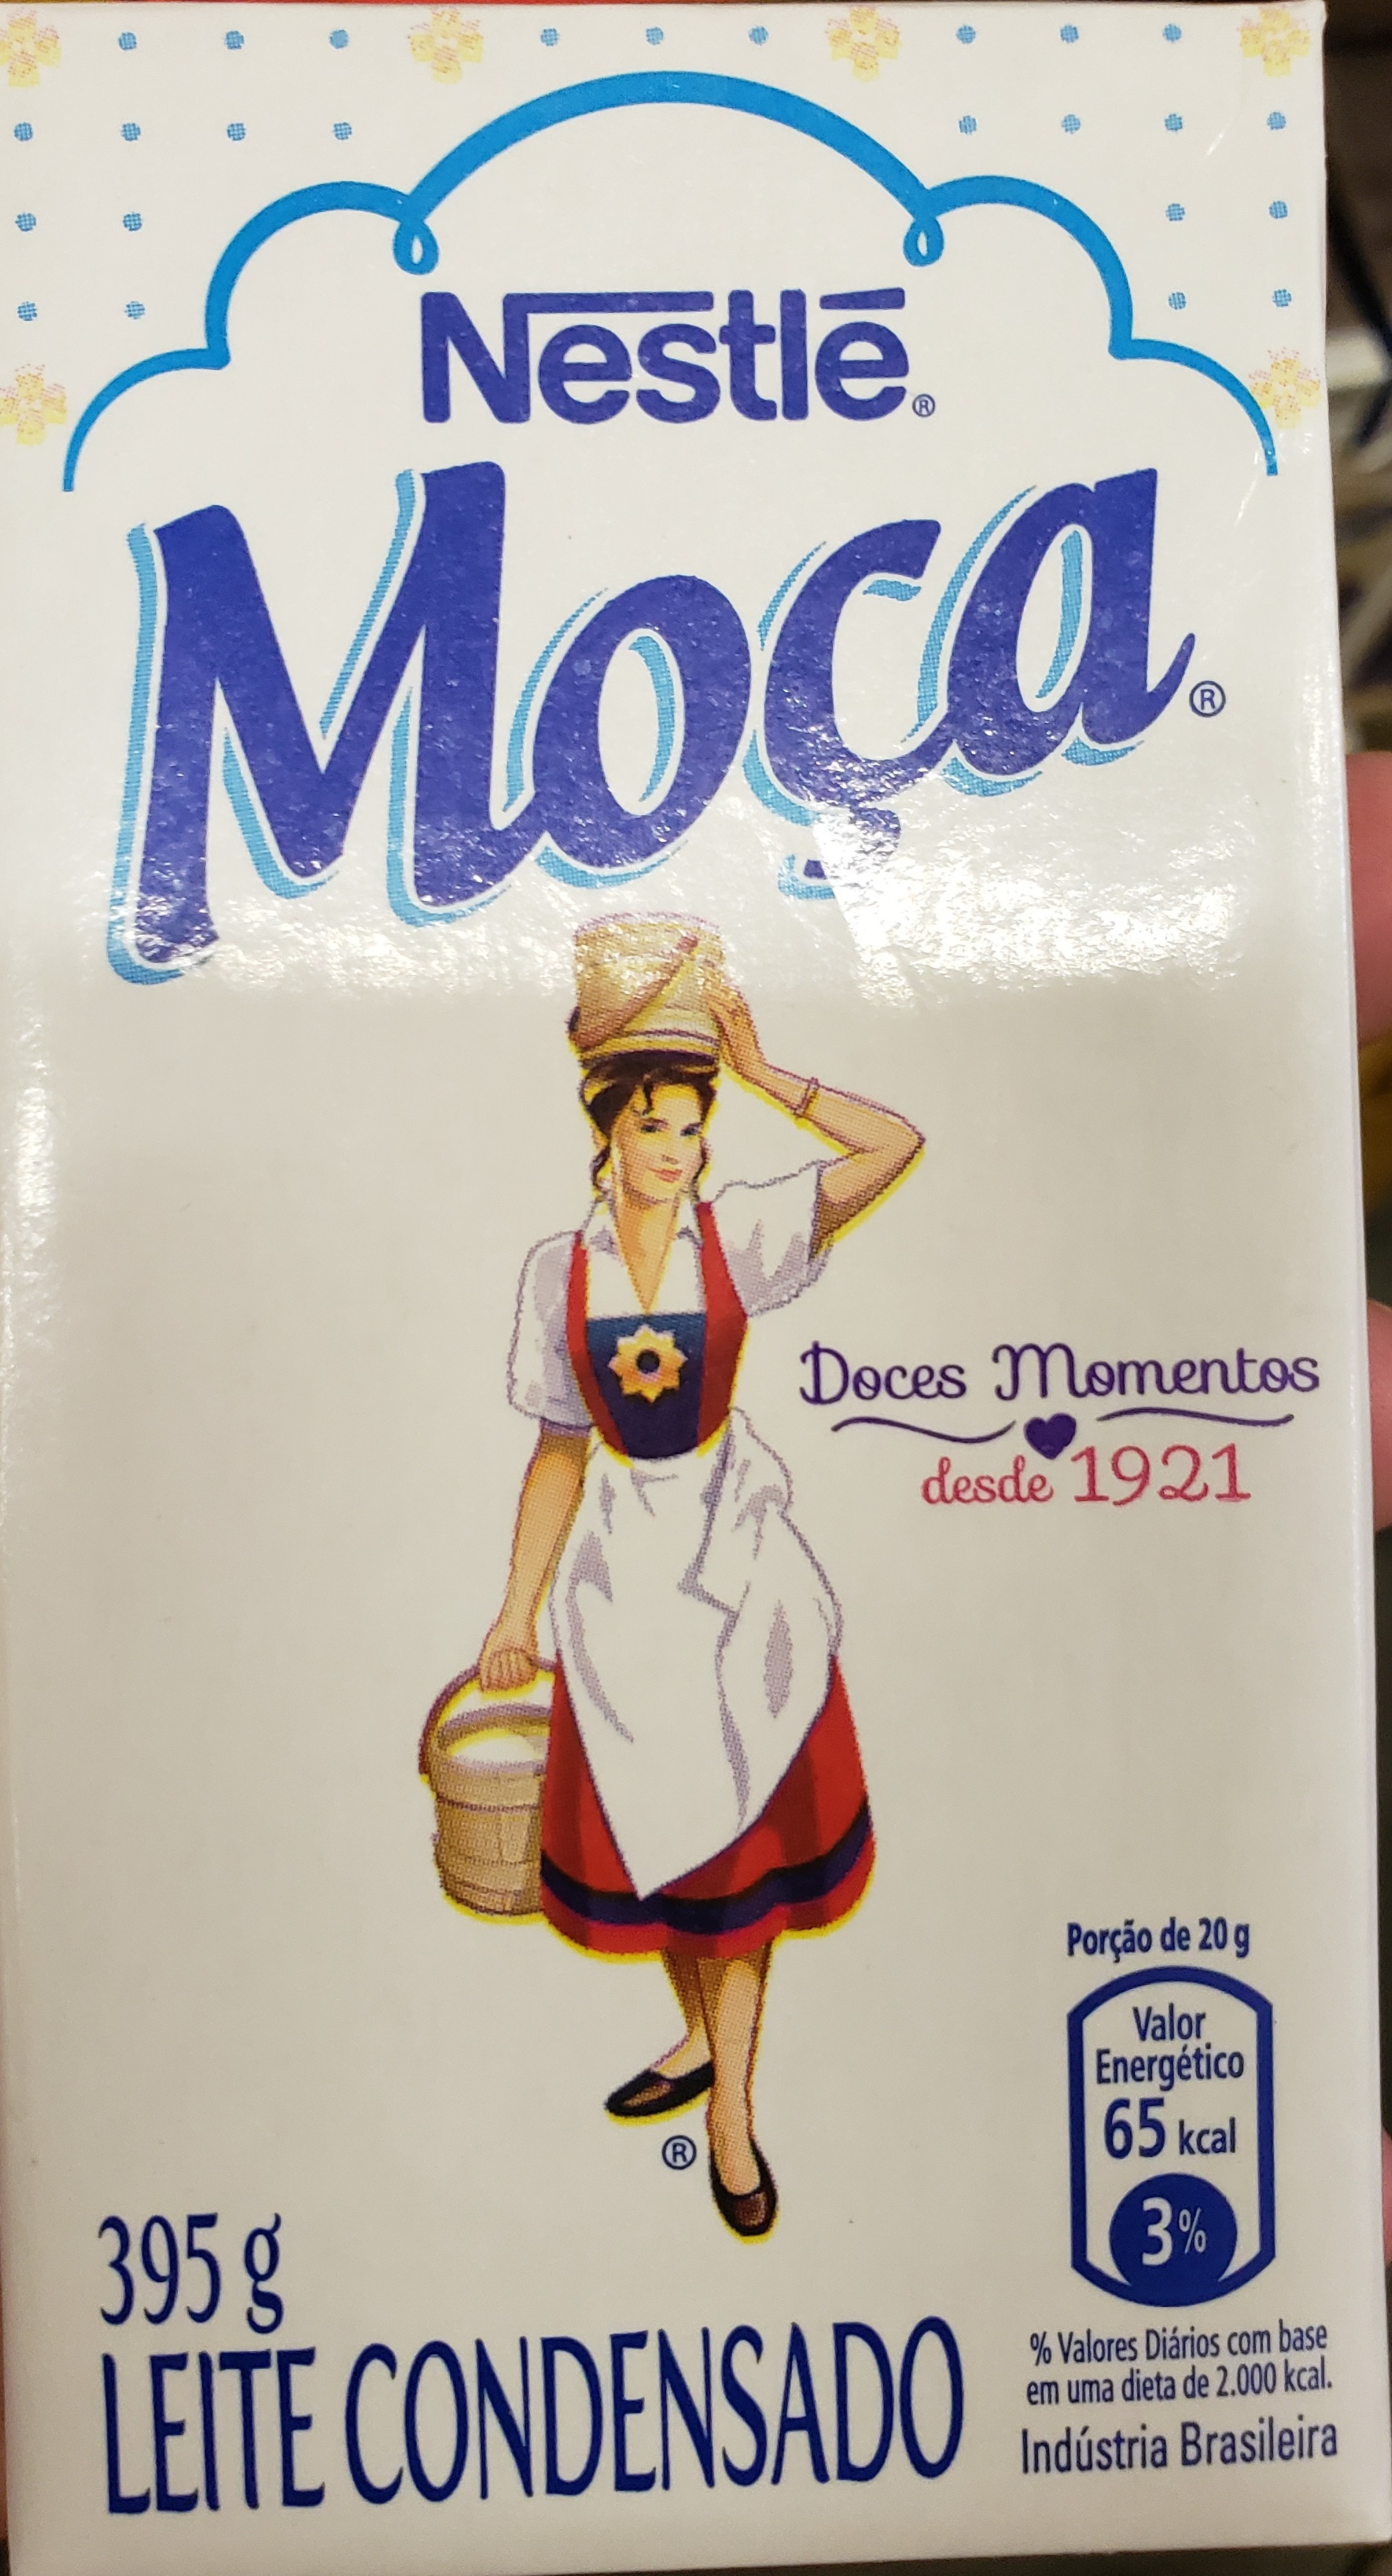 Nestlé®
Moça®
Doces Momentos
desde 1921
Porção de 20 g
Valor
Energético
65 kcal
3%
®
395 g
LEITE CONDENSADO
% Valores Diários com base
em uma dieta de 2.000 kcal.
Indústria Brasileira